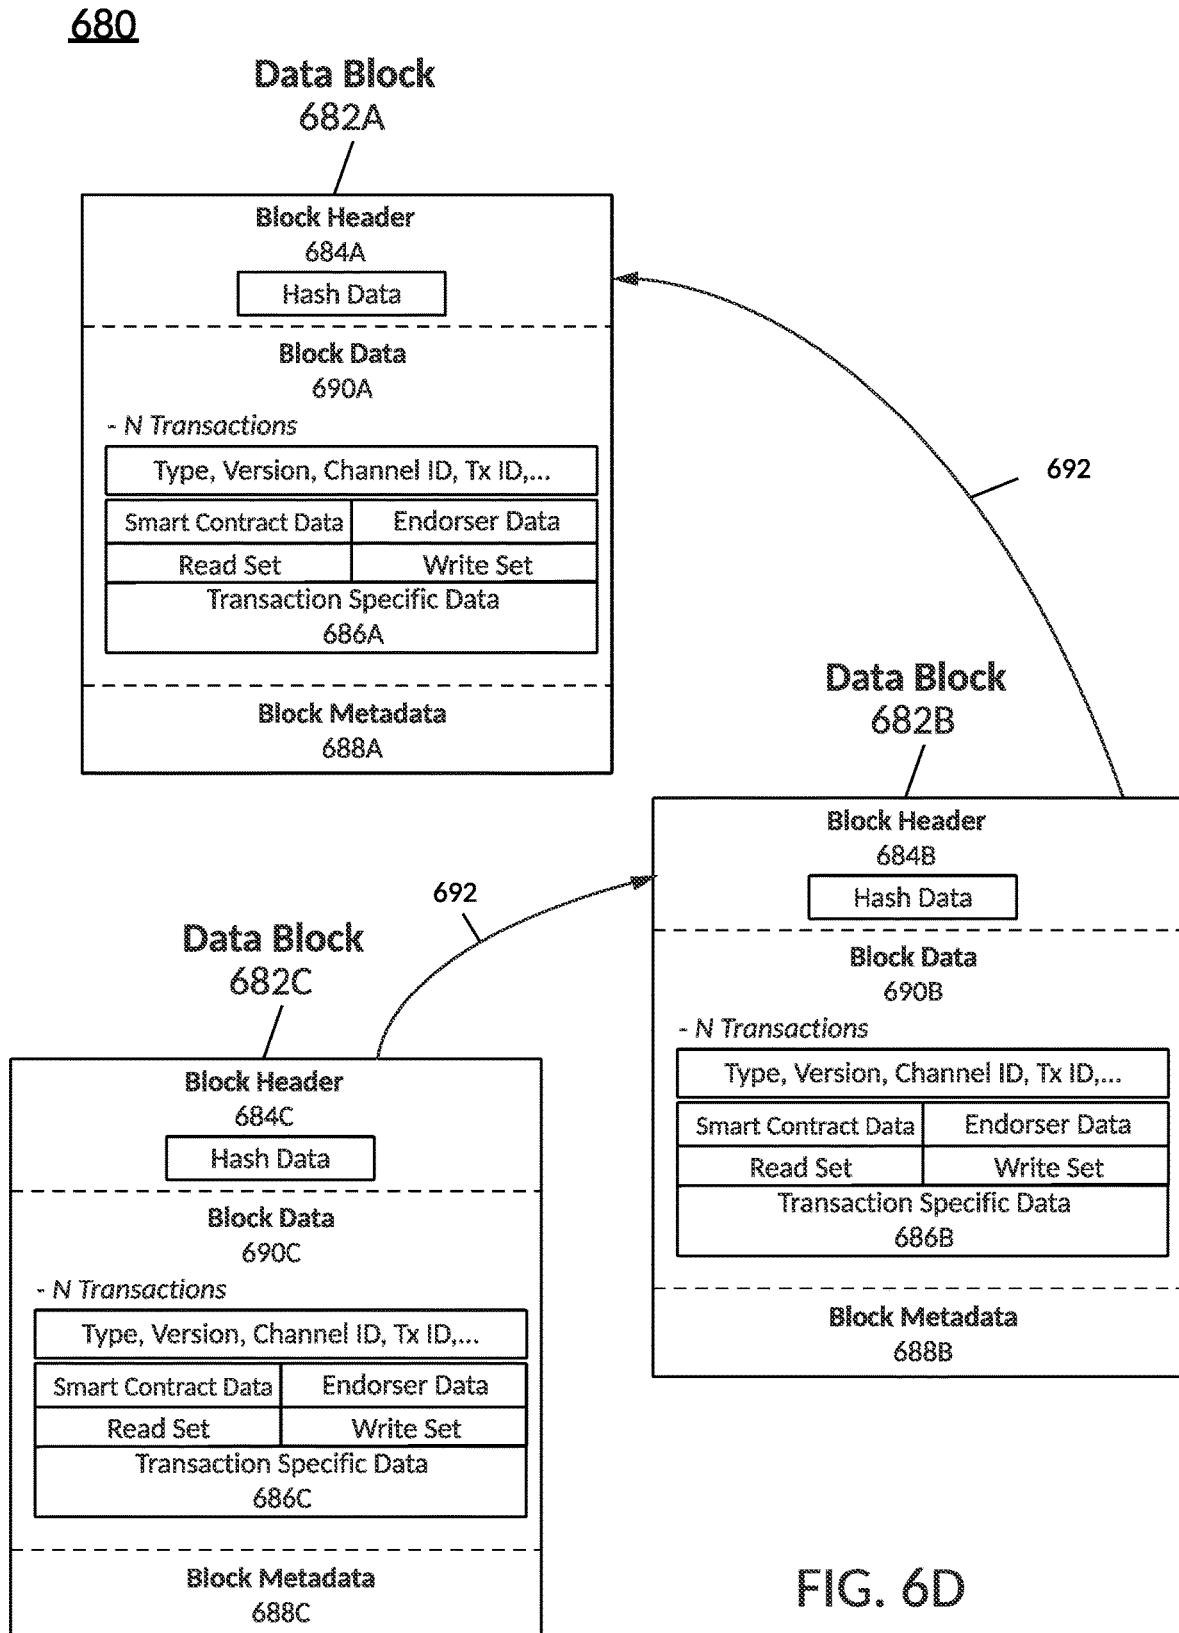 680
Data Block
682A
Block Header
684A
Hash Data
Block Data
690A
- N Transactions
Type, Version, Channel ID, Tx ID,...
Smart Contract Data Endorser Data
Read Set Write Set
Transaction Specific Data
686A
Block Metadata
688A
692
Data Block
682B
Block Header
684B
Hash Data
Block Data
690B
- N Transactions
Type, Version, Channel ID, Tx ID,...
Smart Contract Data Endorser Data
Read Set Write Set
Transaction Specific Data
686B
Block Metadata
688B
692
Data Block
682C
Block Header
684C
Hash Data
Block Data
690C
- N Transactions
Type, Version, Channel ID, Tx ID,...
Smart Contract Data Endorser Data
Read Set Write Set
Transaction Specific Data
686C
Block Metadata
688C
FIG. 6D